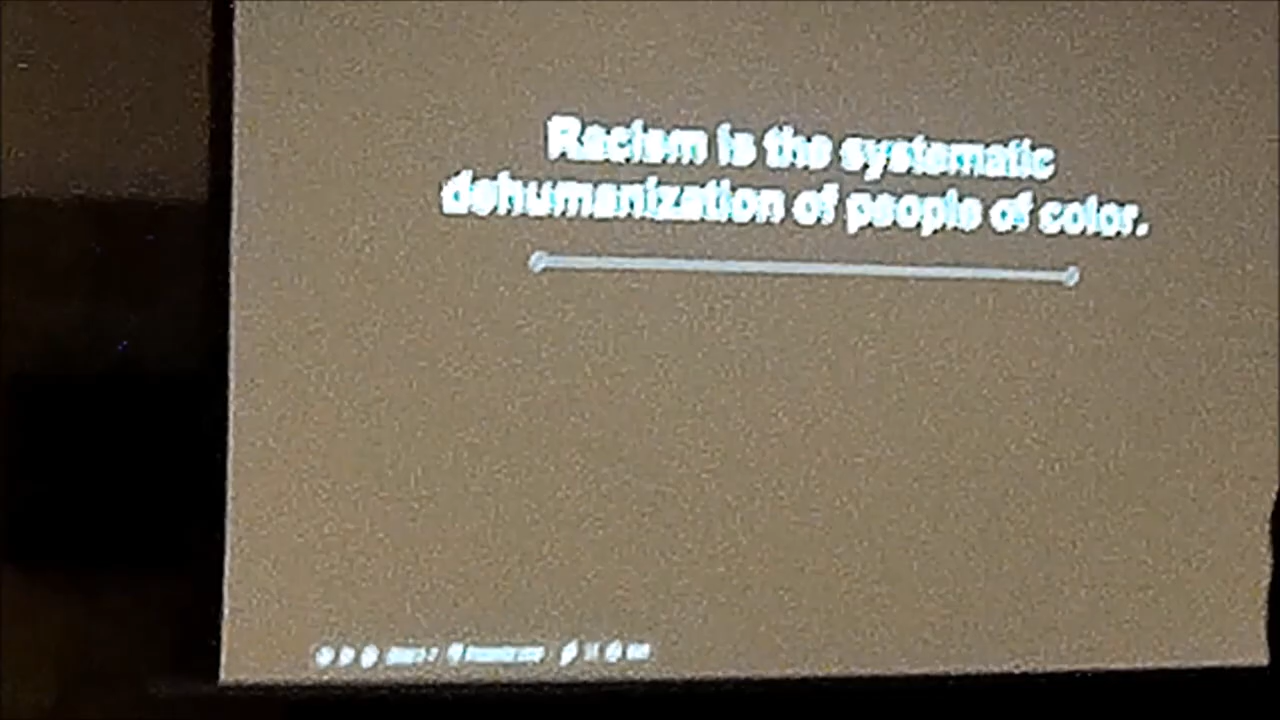 Racism is the systematic
dehumanization of people of color.